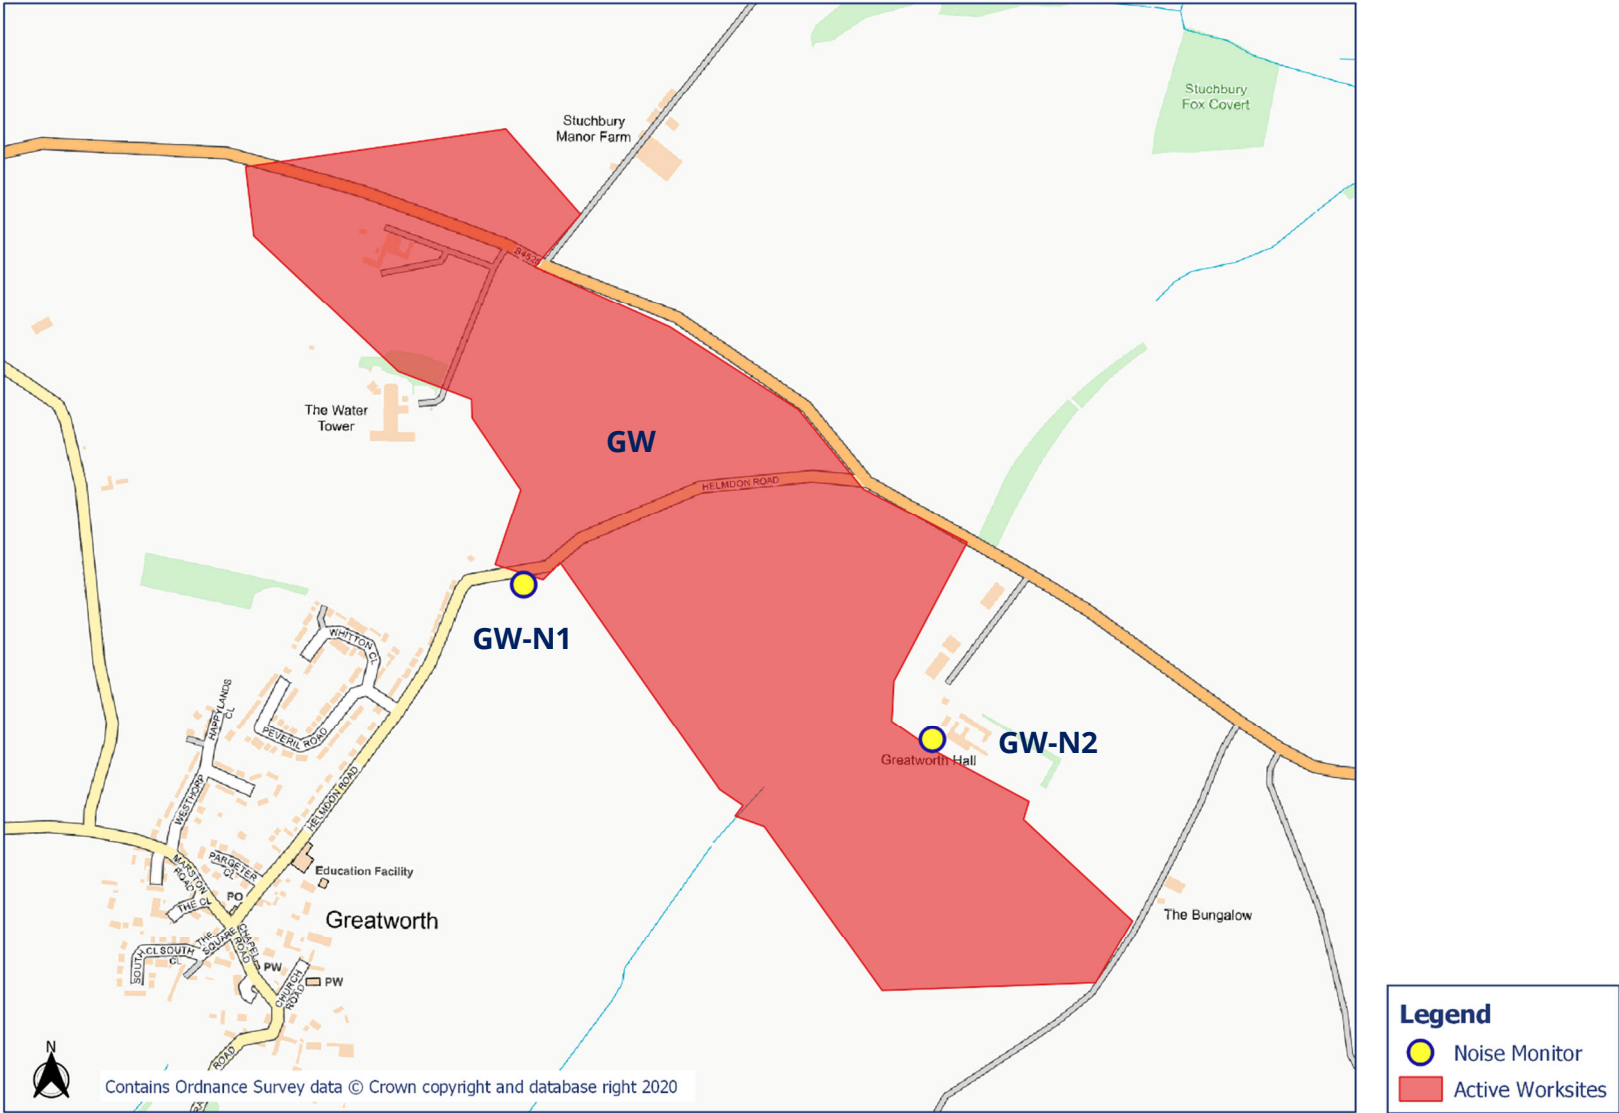 Stuchbury
Fox Covert
Stuchbury
Manor Farm
The Water
Tower
GW
HELMDON ROAD
GW-N1
WHITTON CL
HAPPYLANDS
CL
PEVERIL ROAD
GW-N2
Greatworth Hall
WESTHORP
HELMDON ROAD
MARSTON
ROAD
PARGETER
CL
Education Facility
THE CL
PO
Greatworth
The Bungalow
THE
SQUARE
CHAPEL
ROAD
SOUTH CL
SOUTH
CL
PW
PW
CHURCH
ROAD
ROAD
N
Contains Ordnance Survey data © Crown copyright and database right 2020
Legend
Noise Monitor
Active Worksites